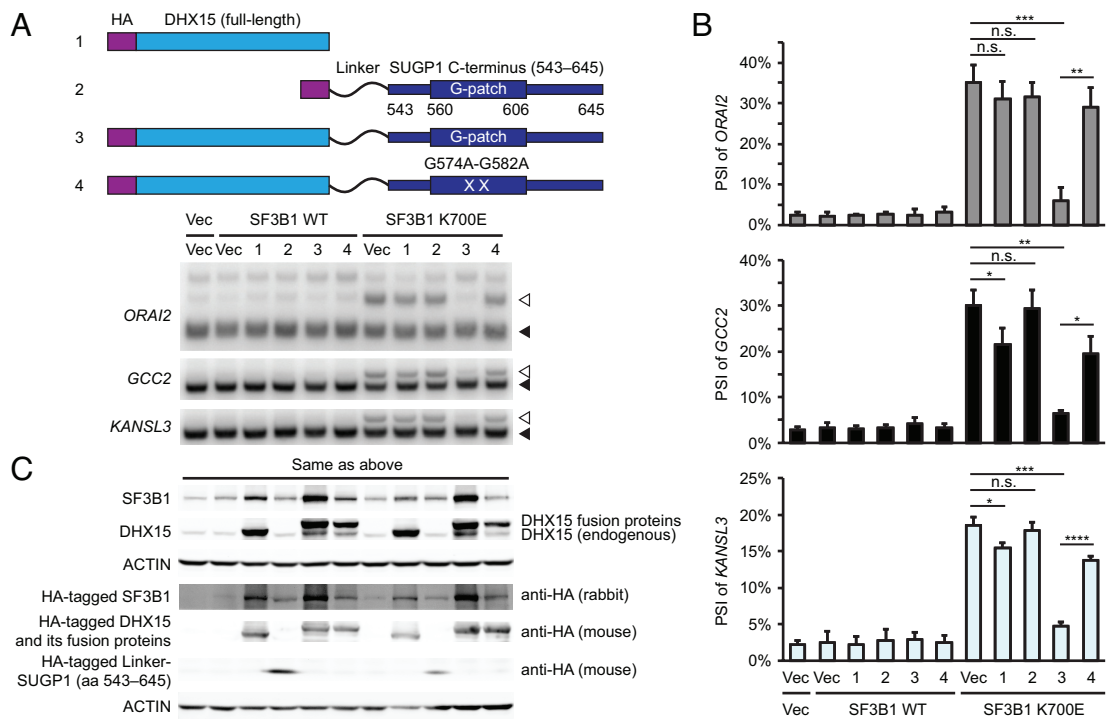 A
HA DHX15 (full-length)
1
Linker SUGP1 C-terminus (543–645)
2 G-patch
543 560 606 645
3 G-patch
G574A-G582A
4 X X
Vec SF3B1 WT SF3B1 K700E
Vec Vec 1 2 3 4 Vec 1 2 3 4
ORAI2
GCC2
KANSL3
C
Same as above
SF3B1
DHX15 DHX15 fusion proteins
DHX15 (endogenous)
ACTIN
HA-tagged SF3B1 anti-HA (rabbit)
HA-tagged DHX15
and its fusion proteins anti-HA (mouse)
HA-tagged Linker-
SUGP1 (aa 543–645) anti-HA (mouse)
ACTIN
B
PSI of ORAI2
40%
30%
20%
10%
0%
***
n.s.
n.s.
**
PSI of GCC2
40%
30%
20%
10%
0%
**
n.s.
*
*
PSI of KANSL3
25%
20%
15%
10%
5%
0%
***
n.s.
*
****
Vec Vec 1 2 3 4 Vec 1 2 3 4
Vec SF3B1 WT SF3B1 K700E